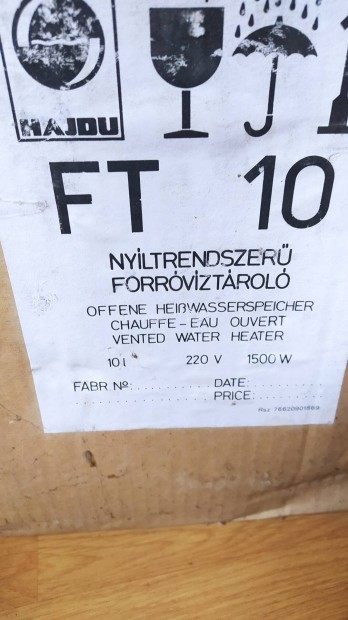 HAJDU
FT 10
NYÍLTRENDSZERŰ
FORRÓVÍZTÁROLÓ
OFFENE HEIßWASSERSPEICHER
CHAUFFE-EAU OUVERT
VENTED WATER HEATER
10 l 220 V 1500 W
FABR Nº:............ DATE:............
.................... PRICE:............